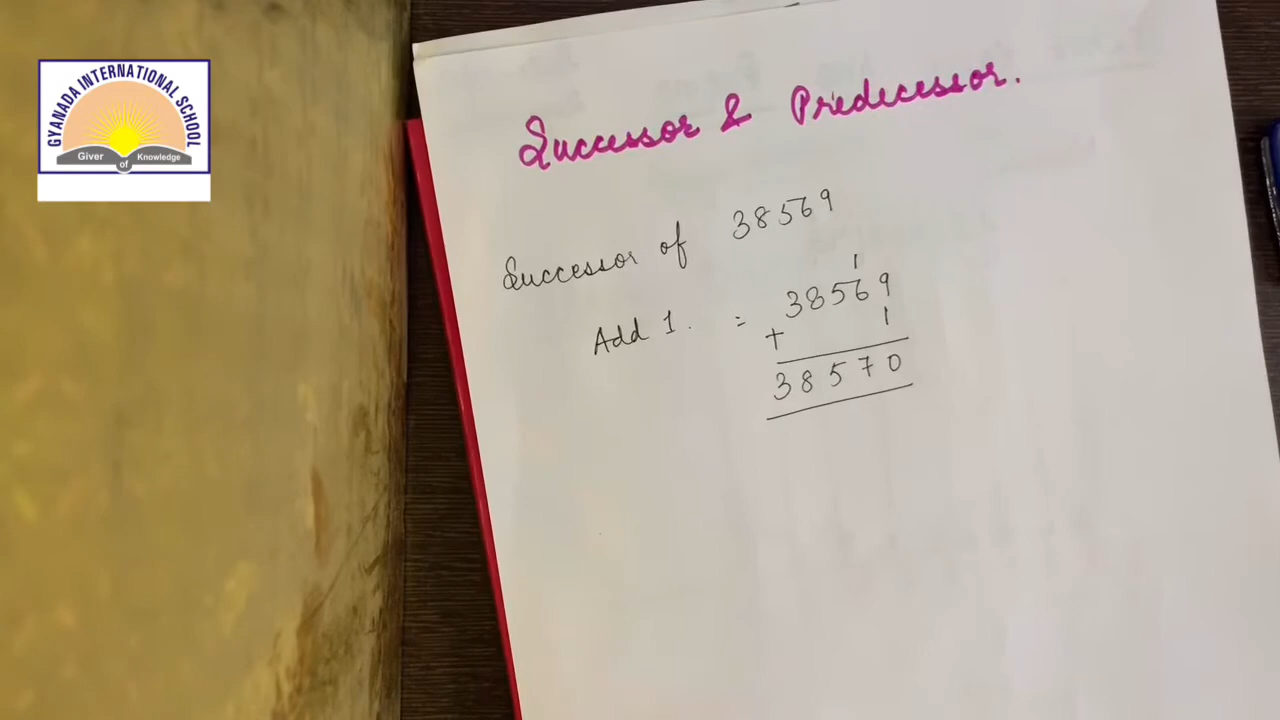 GYANADA INTERNATIONAL SCHOOL
Giver of Knowledge
Successor & Predecessor.
Successor of 38569
1
Add 1. = 38569
+ 1
38570